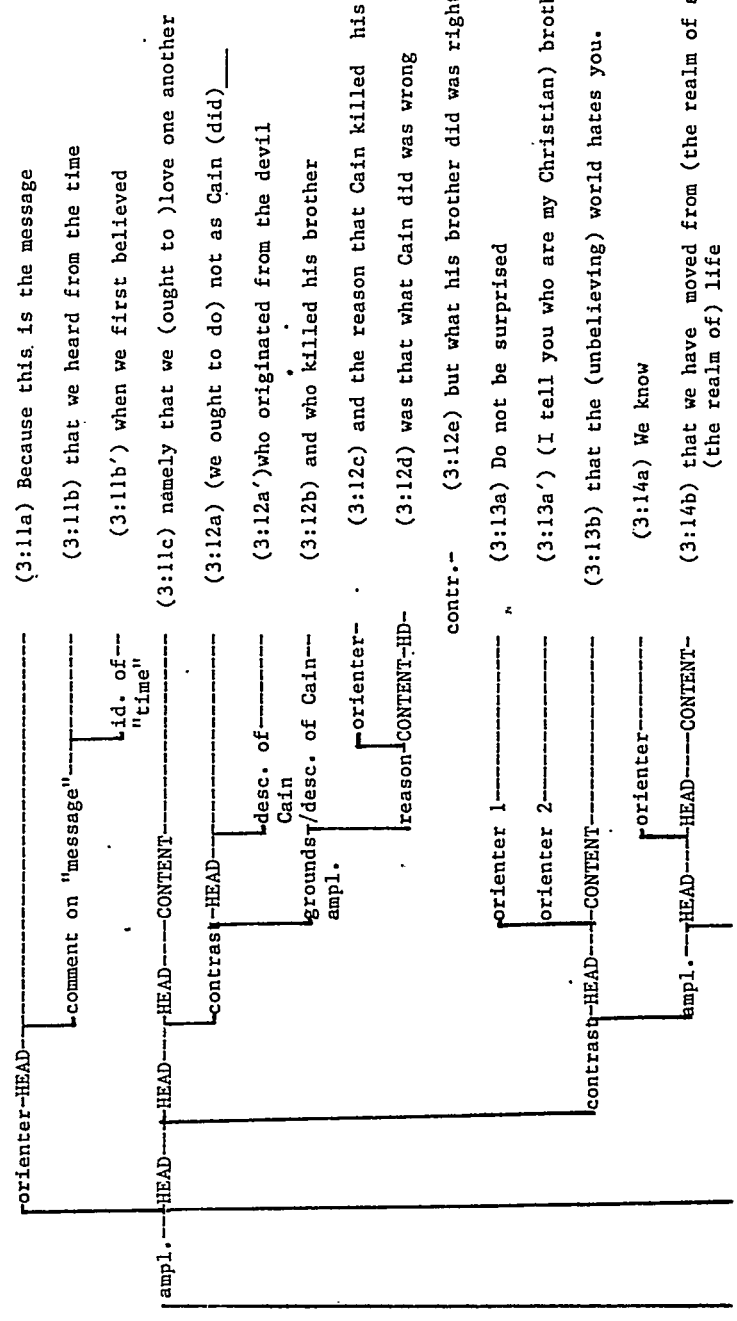 orienter-HEAD (3:11a) Because this is the message
comment on "message" (3:11b) that we heard from the time
id. of "time" (3:11b') when we first believed
ampl. HEAD HEAD HEAD CONTENT (3:11c) namely that we (ought to )love one another
contrast-HEAD (3:12a) (we ought to do) not as Cain (did)
desc. of Cain (3:12a')who originated from the devil
grounds-/desc. of Cain (3:12b) and who killed his brother
ampl.
orienter (3:12c) and the reason that Cain killed his
reason-CONTENT-HD (3:12d) was that what Cain did was wrong
contr.- (3:12e) but what his brother did was right
orienter 1 (3:13a) Do not be surprised
orienter 2 (3:13a') (I tell you who are my Christian) broth
contrast-HEAD CONTENT (3:13b) that the (unbelieving) world hates you.
orienter (3:14a) We know
ampl. HEAD HEAD CONTENT (3:14b) that we have moved from (the realm of
(the realm of) life